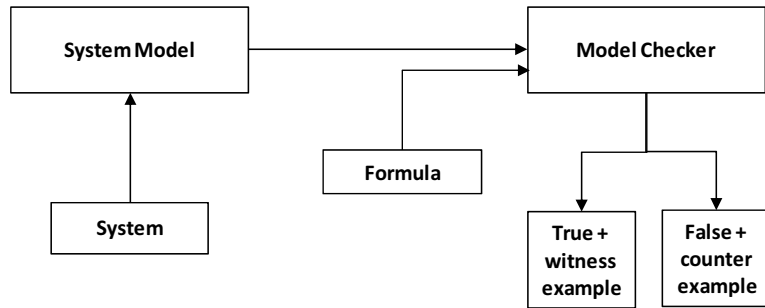 System Model
Model Checker
Formula
System
True +
witness
example
False +
counter
example